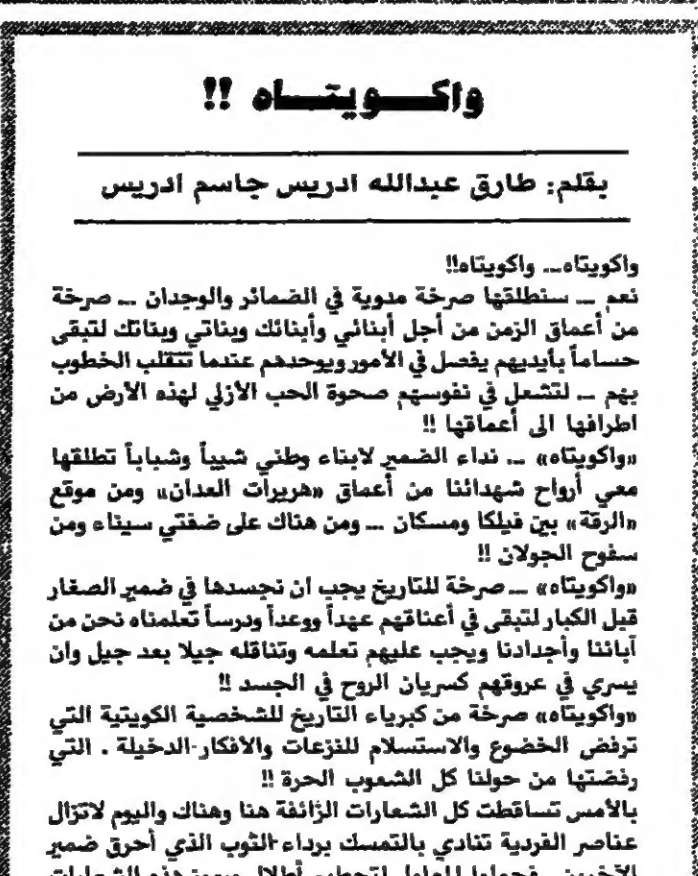 واكويتاه !!
بقلم: طارق عبدالله ادريس جاسم ادريس
واكويتاه... واكويتاه!!
نعم ... سنطلقها صرخة مدوية في الضمائر والوجدان ... صرخة
من أعماق الزمن من أجل أبنائي وأبنائك وبناتي وبناتك لتبقى
حساماً بأيديهم يفصل في الأمور ويوحدهم عندما تتقلب الخطوب
بهم ... لتشعل في نفوسهم صحوة الحب الأزلي لهذه الأرض من
اطرافها الى أعماقها !!
«واكويتاه» ... نداء الضمير لابناء وطني شيباً وشباباً تطلقها
معي أرواح شهدائنا من أعماق «هريرات العدان» ومن موقع
«الرقة» بين فيلكا ومسكان ... ومن هناك على ضفتي سيناء ومن
سفوح الجولان !!
«واكويتاه» ... صرخة للتاريخ يجب ان نجسدها في ضمير الصغار
قبل الكبار لتبقى في أعناقهم عهداً ووعداً ودرساً تعلمناه نحن من
آبائنا وأجدادنا ويجب عليهم تعلمه وتناقله جيلا بعد جيل وان
يسري في عروقهم كسريان الروح في الجسد !!
«واكويتاه» صرخة من كبرياء التاريخ للشخصية الكويتية التي
ترفض الخضوع والاستسلام للنزعات والأفكار الدخيلة . التي
رفضتها من حولنا كل الشعوب الحرة !!
بالأمس تساقطت كل الشعارات الزائفة هنا وهناك واليوم لاتزال
عناصر الفردية تنادي بالتمسك برداء الثوب الذي أحرق ضمير